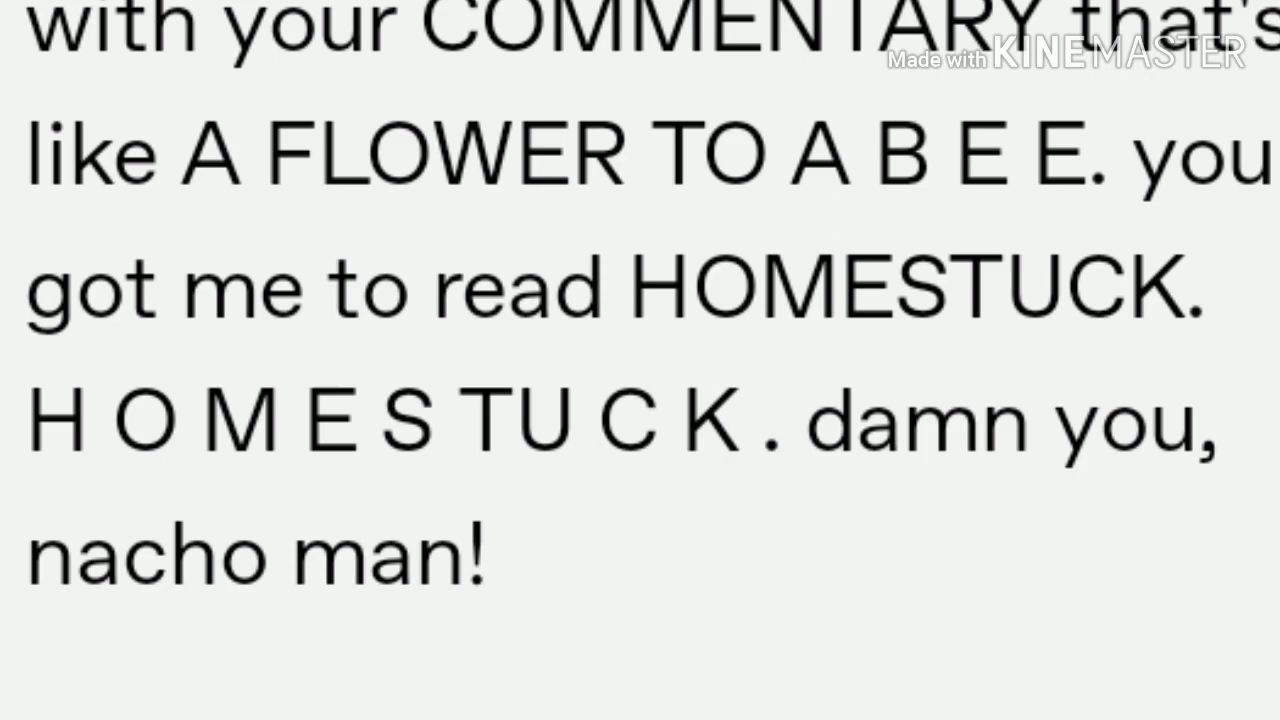 with your COMMENTARY that's
Made with KINEMASTER
like A FLOWER TO A B E E. you
got me to read HOMESTUCK.
H O M E S TU C K . damn you,
nacho man!